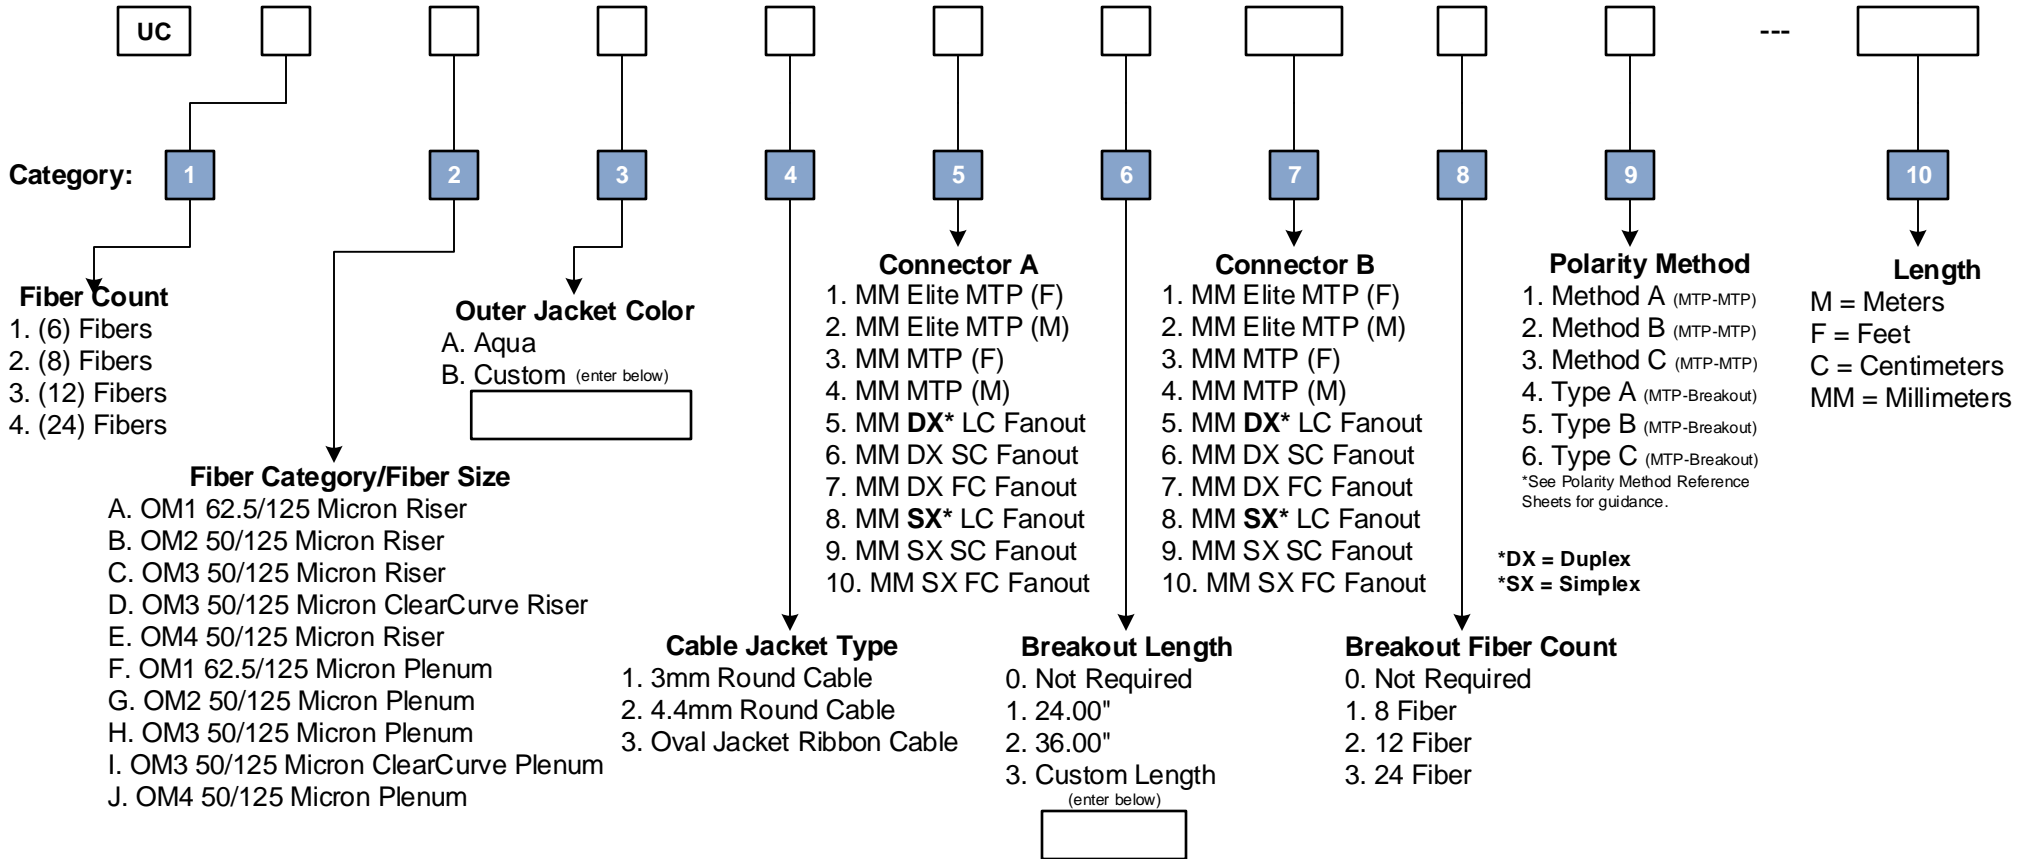 UC
---
Category:
1
2
3
4
5
6
7
8
9
10
Fiber Count
1. (6) Fibers
2. (8) Fibers
3. (12) Fibers
4. (24) Fibers
Fiber Category/Fiber Size
A. OM1 62.5/125 Micron Riser
B. OM2 50/125 Micron Riser
C. OM3 50/125 Micron Riser
D. OM3 50/125 Micron ClearCurve Riser
E. OM4 50/125 Micron Riser
F. OM1 62.5/125 Micron Plenum
G. OM2 50/125 Micron Plenum
H. OM3 50/125 Micron Plenum
I. OM3 50/125 Micron ClearCurve Plenum
J. OM4 50/125 Micron Plenum
Outer Jacket Color
A. Aqua
B. Custom (enter below)
Cable Jacket Type
1. 3mm Round Cable
2. 4.4mm Round Cable
3. Oval Jacket Ribbon Cable
Connector A
1. MM Elite MTP (F)
2. MM Elite MTP (M)
3. MM MTP (F)
4. MM MTP (M)
5. MM DX* LC Fanout
6. MM DX SC Fanout
7. MM DX FC Fanout
8. MM SX* LC Fanout
9. MM SX SC Fanout
10. MM SX FC Fanout
Breakout Length
0. Not Required
1. 24.00"
2. 36.00"
3. Custom Length
(enter below)
Connector B
1. MM Elite MTP (F)
2. MM Elite MTP (M)
3. MM MTP (F)
4. MM MTP (M)
5. MM DX* LC Fanout
6. MM DX SC Fanout
7. MM DX FC Fanout
8. MM SX* LC Fanout
9. MM SX SC Fanout
10. MM SX FC Fanout
Breakout Fiber Count
0. Not Required
1. 8 Fiber
2. 12 Fiber
3. 24 Fiber
Polarity Method
1. Method A (MTP-MTP)
2. Method B (MTP-MTP)
3. Method C (MTP-MTP)
4. Type A (MTP-Breakout)
5. Type B (MTP-Breakout)
6. Type C (MTP-Breakout)
*See Polarity Method Reference
Sheets for guidance.
*DX = Duplex
*SX = Simplex
Length
M = Meters
F = Feet
C = Centimeters
MM = Millimeters